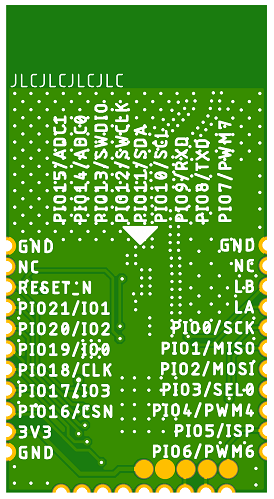 JLCJLCJLCJLC
PIO15/ADC1
PIO14/ADC0
PIO13/SWDIO
PIO12/SWCLK
PIO11/SDA
PIO10/SCL
PIO9/RXD
PIO8/TXD
PIO7/PWM7
GND
NC
RESET_N
PIO21/IO1
PIO20/IO2
PIO19/IO0
PIO18/CLK
PIO17/IO3
PIO16/CSN
3V3
GND
GND
NC
LB
LA
PIO0/SCK
PIO1/MISO
PIO2/MOSI
PIO3/SEL0
PIO4/PWM4
PIO5/ISP
PIO6/PWM6